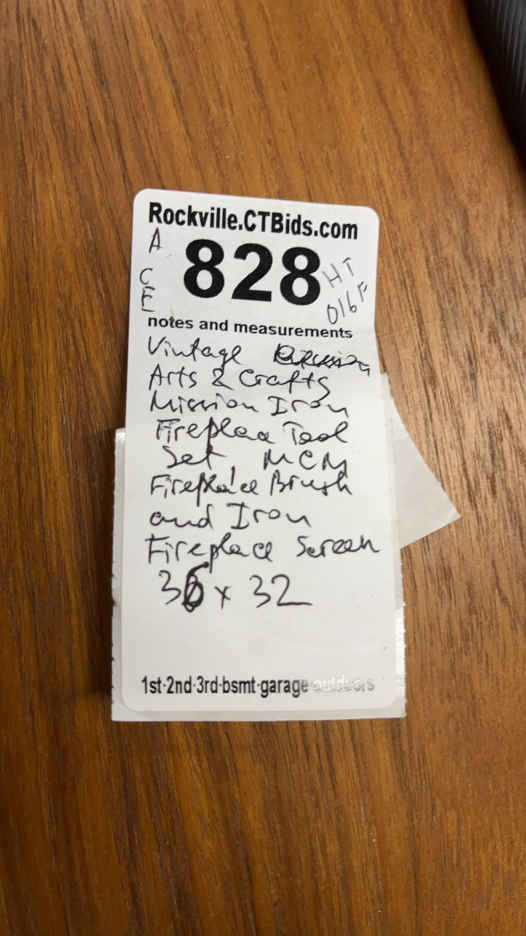 Rockville.CTBids.com
A
828
HT
CE
016F
notes and measurements
Vintage
Arts & Crafts
Mission Iron
Fireplace Tool
Set, MCM
Fireplace Brush
and Iron
Fireplace Screen
36 x 32
1st-2nd-3rd-bsmt-garage outdoors